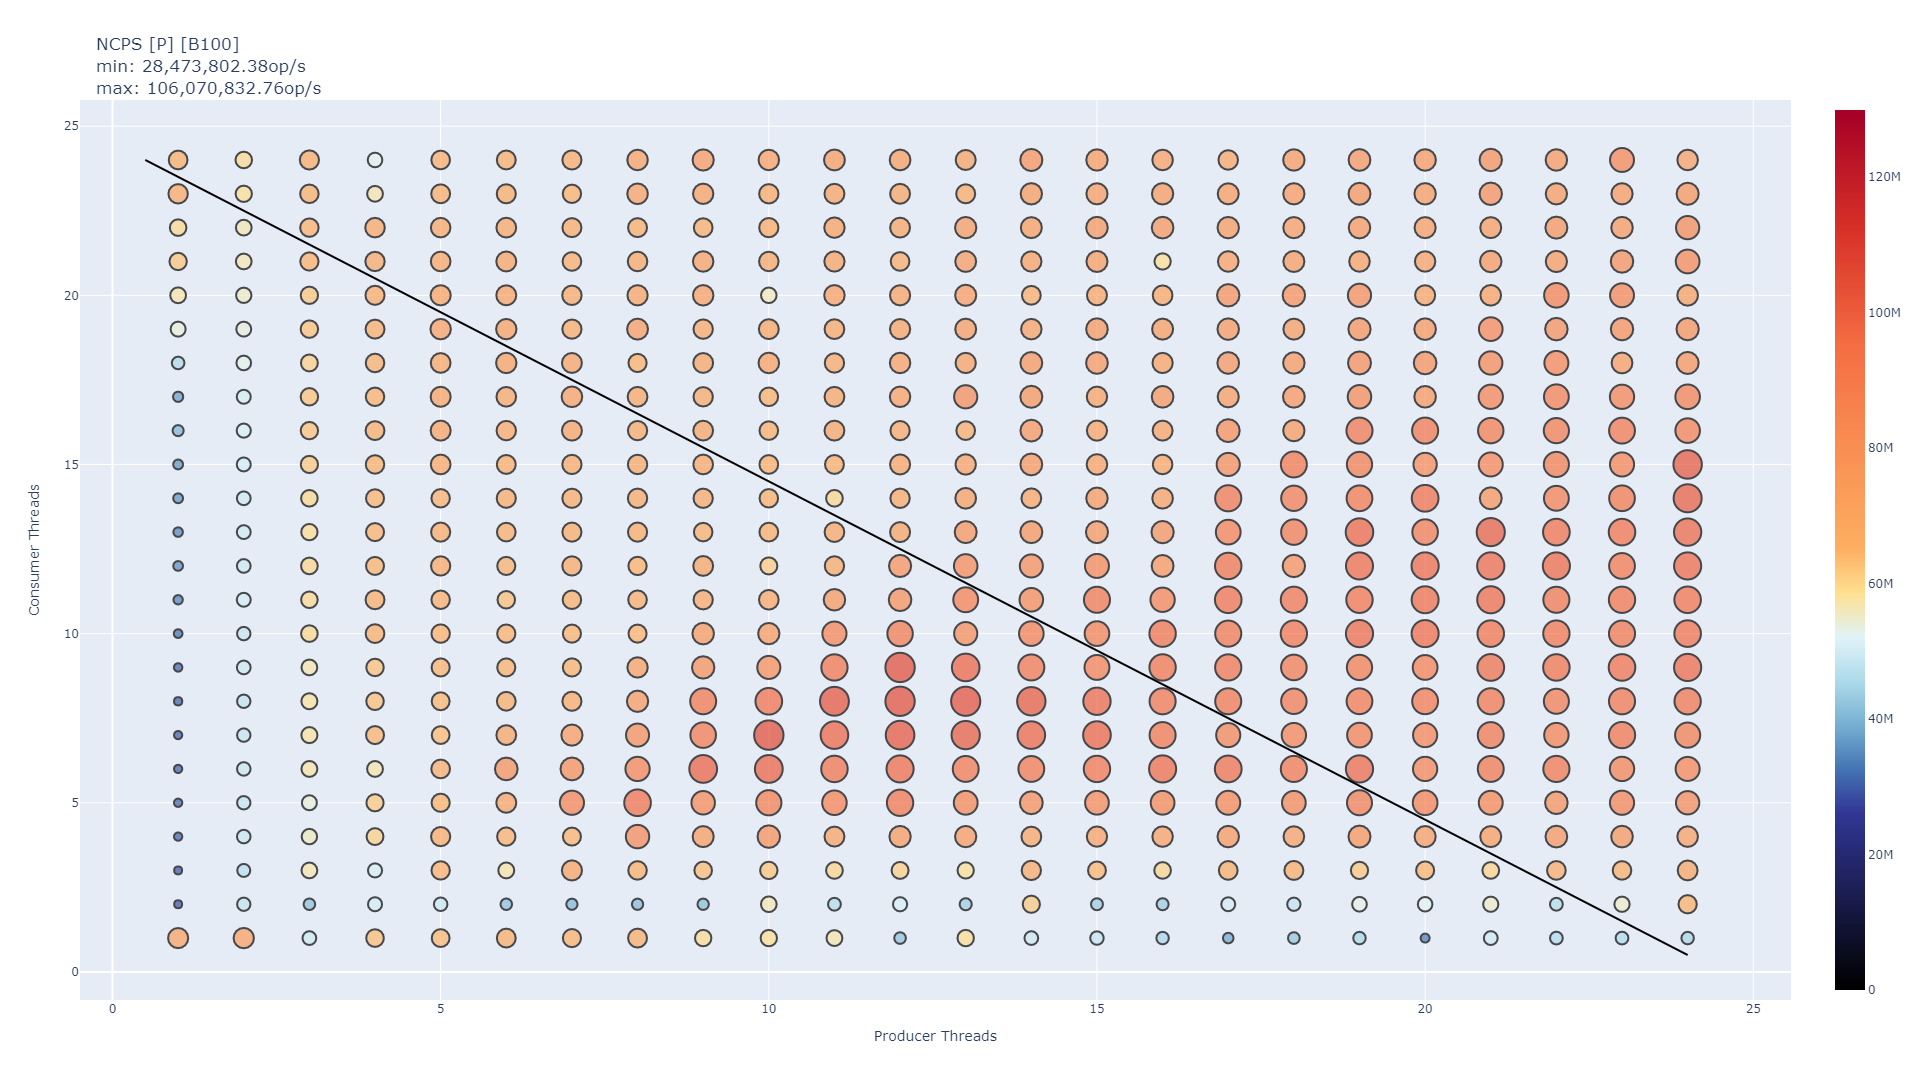 NCPS [P] [B100]
min: 28,473,802.38op/s
max: 106,070,832.76op/s
25
20
15
10
5
0
Consumer Threads
0
5
10
15
20
25
Producer Threads
120M
100M
80M
60M
40M
20M
0